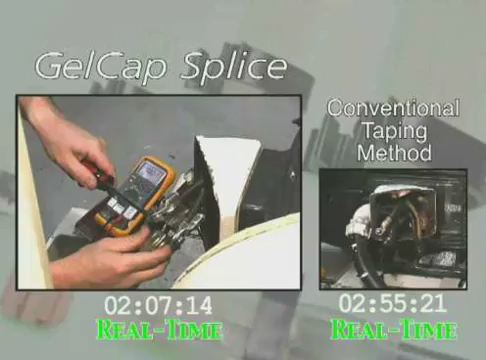 GelCap Splice
Conventional
Taping
Method
02:07:14
REAL-TIME
02:55:21
REAL-TIME